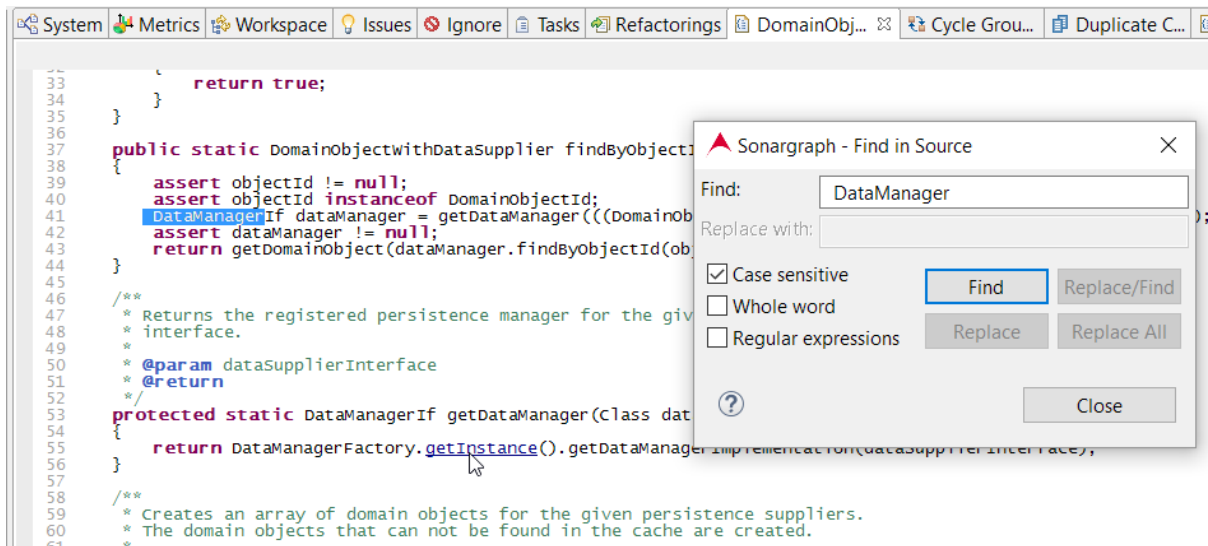 System Metrics Workspace Issues Ignore Tasks Refactorings DomainObj... Cycle Grou... Duplicate C...
32 {
33 return true;
34 }
35 }
36
37 public static DomainObjectWithDataSupplier findByObjectI
38 {
39 assert objectId != null;
40 assert objectId instanceof DomainObjectId;
41 DataManagerIf dataManager = getDataManager(((DomainOb );
42 assert dataManager != null;
43 return getDomainObject(dataManager.findByObjectId(obj
44 }
45
46 /**
47 * Returns the registered persistence manager for the giv
48 * interface.
49 *
50 * @param dataSupplierInterface
51 * @return
52 */
53 protected static DataManagerIf getDataManager(Class dat
54 {
55 return DataManagerFactory.getInstance().getDataManagerImplementation(dataSupplierInterface);
56 }
57
58 /**
59 * Creates an array of domain objects for the given persistence suppliers.
60 * The domain objects that can not be found in the cache are created.
61 *
Sonargraph - Find in Source
Find: DataManager
Replace with:
Case sensitive
Whole word
Regular expressions
Find Replace/Find
Replace Replace All
? Close